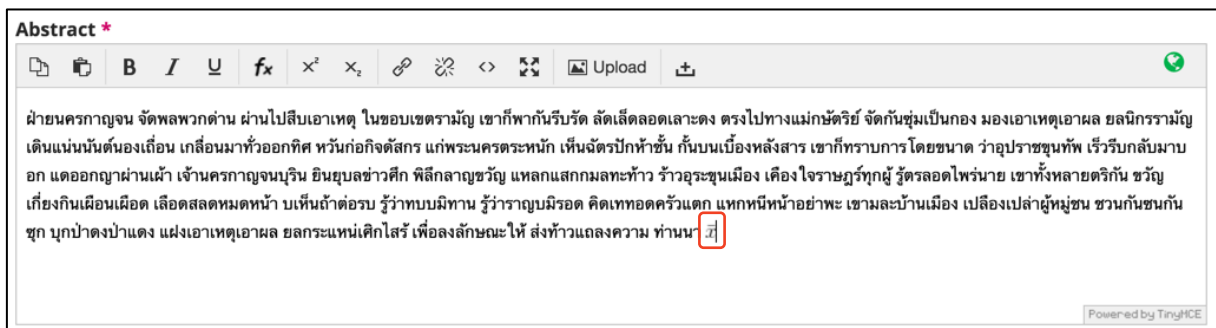 Abstract *
B I U fx x² x₂ <> Upload
ฝ่ายนครกาญจน จัดพลพวกด่าน ผ่านไปสืบเอาเหตุ ในขอบเขตรามัญ เขาก็พากันรีบรัด ลัดเล็ดลอดเลาะดง ตรงไปทางแม่กษัตริย์ จัดกันซุ่มเป็นกอง มองเอาเหตุเอาผล ยลนิกรรามัญ
เดินแน่นนันต์นองเถื่อน เกลื่อนมาทั่วออกทิศ หวันก่อกิจดัสกร แก่พระนครตระหนัก เห็นฉัตรปักห้าชั้น กั้นบนเบื้องหลังสาร เขาก็ทราบการโดยขนาด ว่าอุปราชขุนทัพ เร็วรีบกลับมาบ
อก แดออกญาผ่านเผ้า เจ้านครกาญจนบุริน ยินยุบลข่าวศึก พิลึกลาญขวัญ แหลกแสกกมลทะท้าว ร้าวอุระขุนเมือง เคืองใจราษฎร์ทุกผู้ รู้ตรลอดไพร่นาย เขาทั้งหลายตริกัน ขวัญ
เกี่ยงกินเผือนเผือด เลือดสลดหมดหน้า บเห็นถ้าต่อรบ รู้ว่าทบบมิทาน รู้ว่าราญบมิรอด คิดเททอดครัวแตก แหกหนีหน้าอย่าพะ เขามละบ้านเมือง เปลืองเปล่าผู้หมู่ชน ชวนกันซนกัน
ซุก บุกป่าดงป่าแดง แฝงเอาเหตุเอาผล ยลกระแหน่เศิกไสร้ เพื่อลงลักษณะให้ ส่งท้าวแถลงความ ท่านนา x̄
Powered by TinyMCE